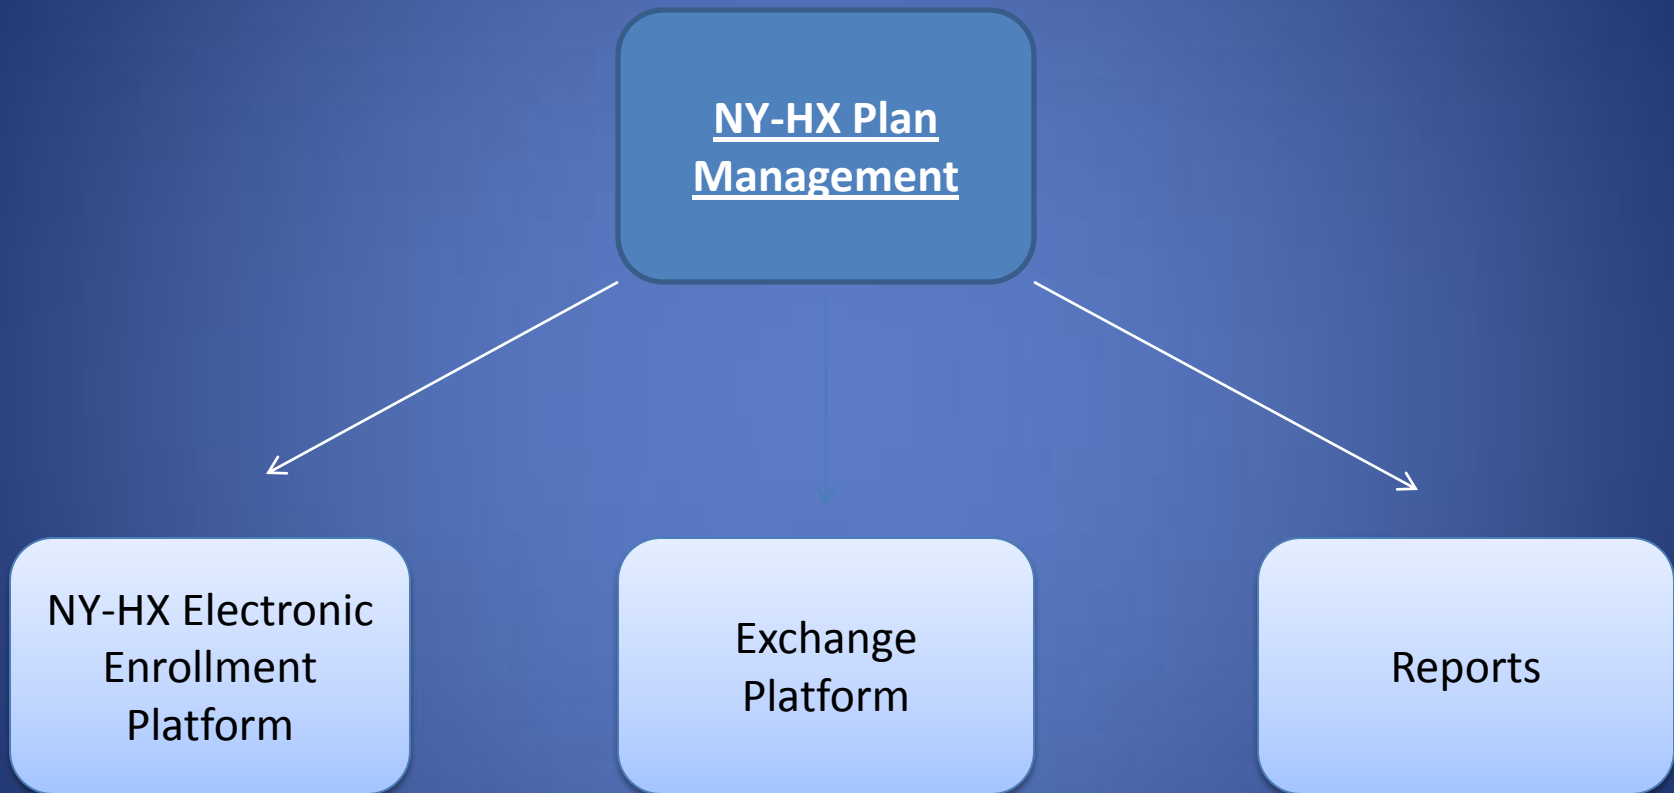 NY-HX Plan
Management
NY-HX Electronic
Enrollment
Platform
Exchange
Platform
Reports